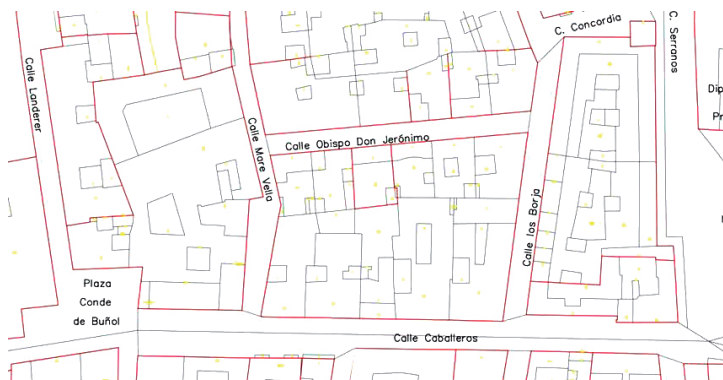 C. Concordia
C. Serranos
Calle Landerer
Calle Mare Vella
Calle Obispo Don Jerónimo
Calle los Borja
Plaza
Conde
de Buñol
Calle Caballeros